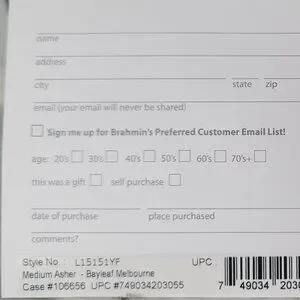 name
address
city state zip
email (your email will never be shared)
Sign me up for Brahmin's Preferred Customer Email List!
age: 20's 30's 40's 50's 60's 70's+
this was a gift self purchase
date of purchase place purchased
comments?
Style No : L15151YF UPC :
Medium Asher - Bayleaf Melbourne
Case #106656 UPC #749034203055
7 49034 2030